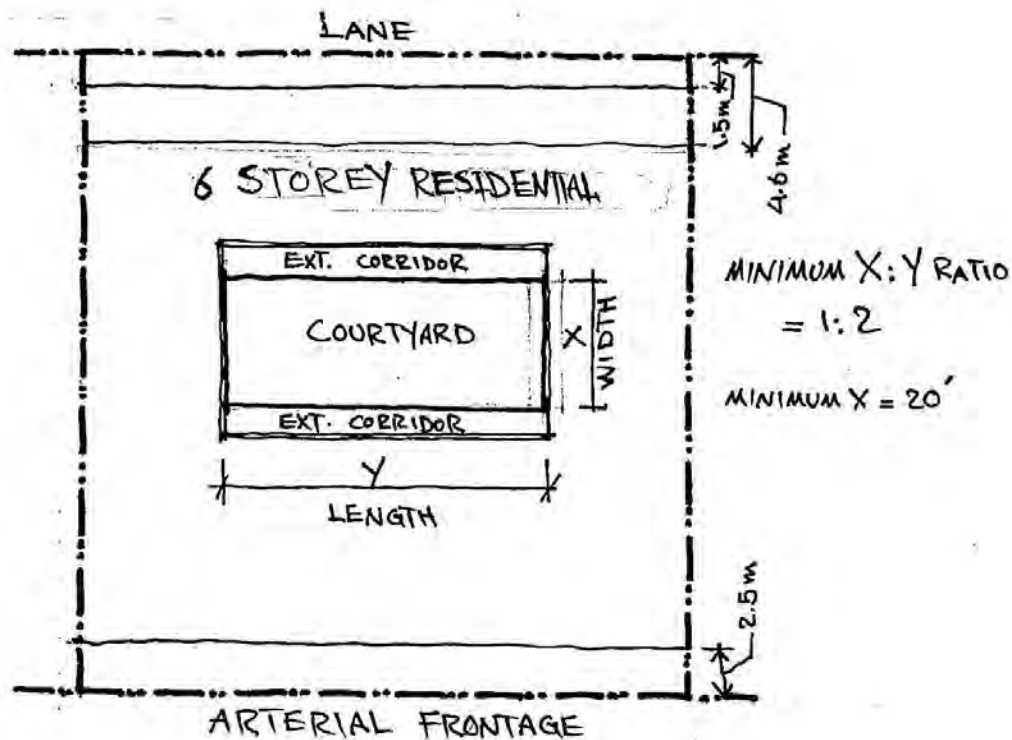 LANE
1.5m
4.6m
6 STOREY RESIDENTIAL
EXT. CORRIDOR
COURTYARD
X
WIDTH
EXT. CORRIDOR
Y
LENGTH
MINIMUM X:Y RATIO
= 1:2
MINIMUM X = 20'
2.5m
ARTERIAL FRONTAGE